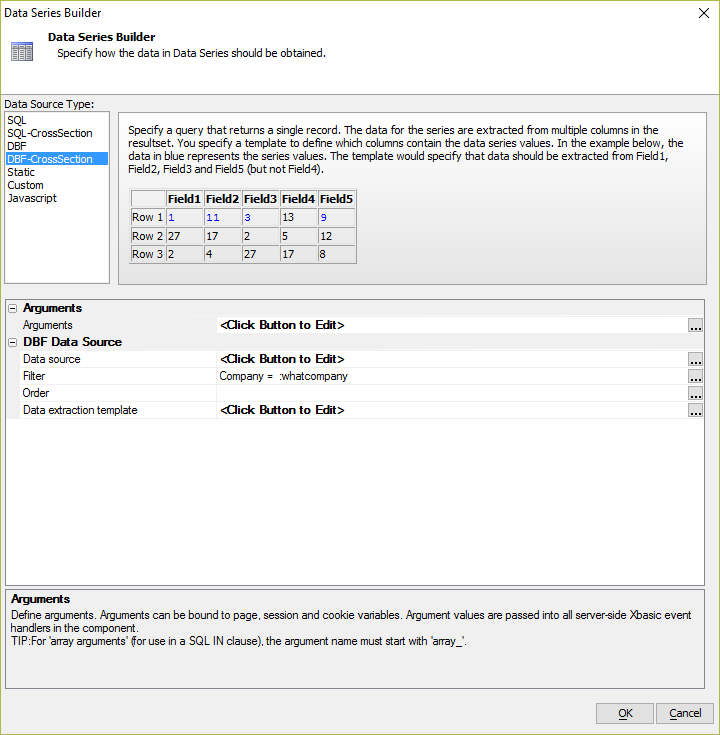 Data Series Builder
Data Series Builder
Specify how the data in Data Series should be obtained.
Data Source Type:
SQL
SQL-CrossSection
DBF
DBF-CrossSection
Static
Custom
Javascript
Specify a query that returns a single record. The data for the series are extracted from multiple columns in the
resultset. You specify a template to define which columns contain the data series values. In the example below, the
data in blue represents the series values. The template would specify that data should be extracted from Field1,
Field2, Field3 and Field5 (but not Field4).
Field1 Field2 Field3 Field4 Field5
Row 1 1 11 3 13 9
Row 2 27 17 2 5 12
Row 3 2 4 27 17 8
Arguments
Arguments <Click Button to Edit> ...
DBF Data Source
Data source <Click Button to Edit> ...
Filter Company = :whatcompany ...
Order ...
Data extraction template <Click Button to Edit> ...
Arguments
Define arguments. Arguments can be bound to page, session and cookie variables. Argument values are passed into all server-side Xbasic event
handlers in the component.
TIP:For 'array arguments' (for use in a SQL IN clause), the argument name must start with 'array_'.
OK Cancel